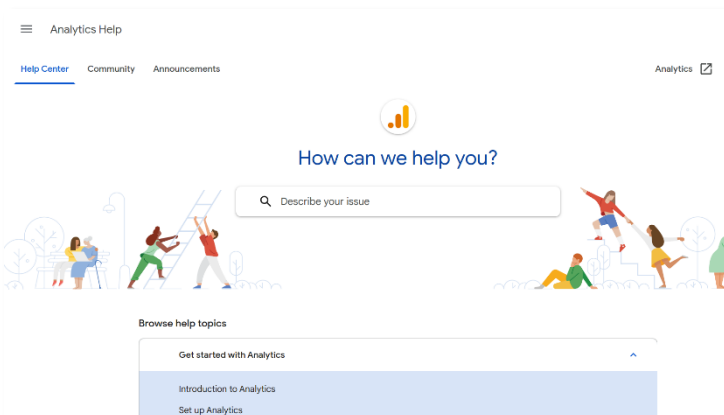 Analytics Help
Help Center Community Announcements Analytics
How can we help you?
Describe your issue
Browse help topics
Get started with Analytics
Introduction to Analytics
Set up Analytics